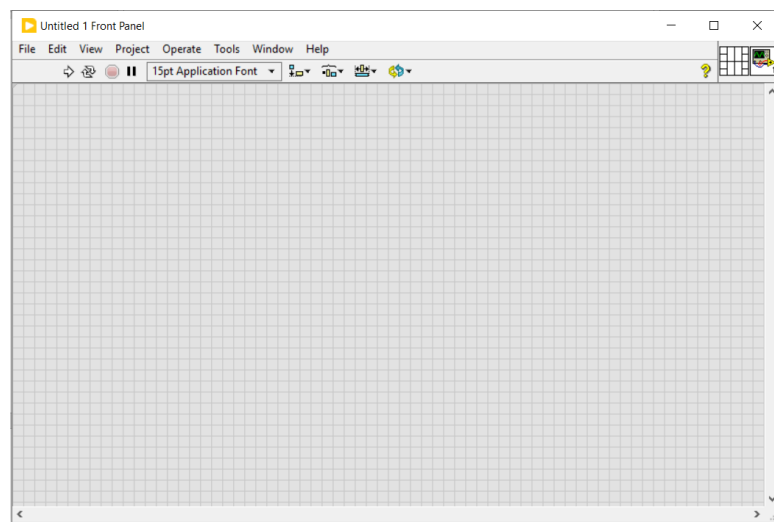 Untitled 1 Front Panel
File Edit View Project Operate Tools Window Help
15pt Application Font